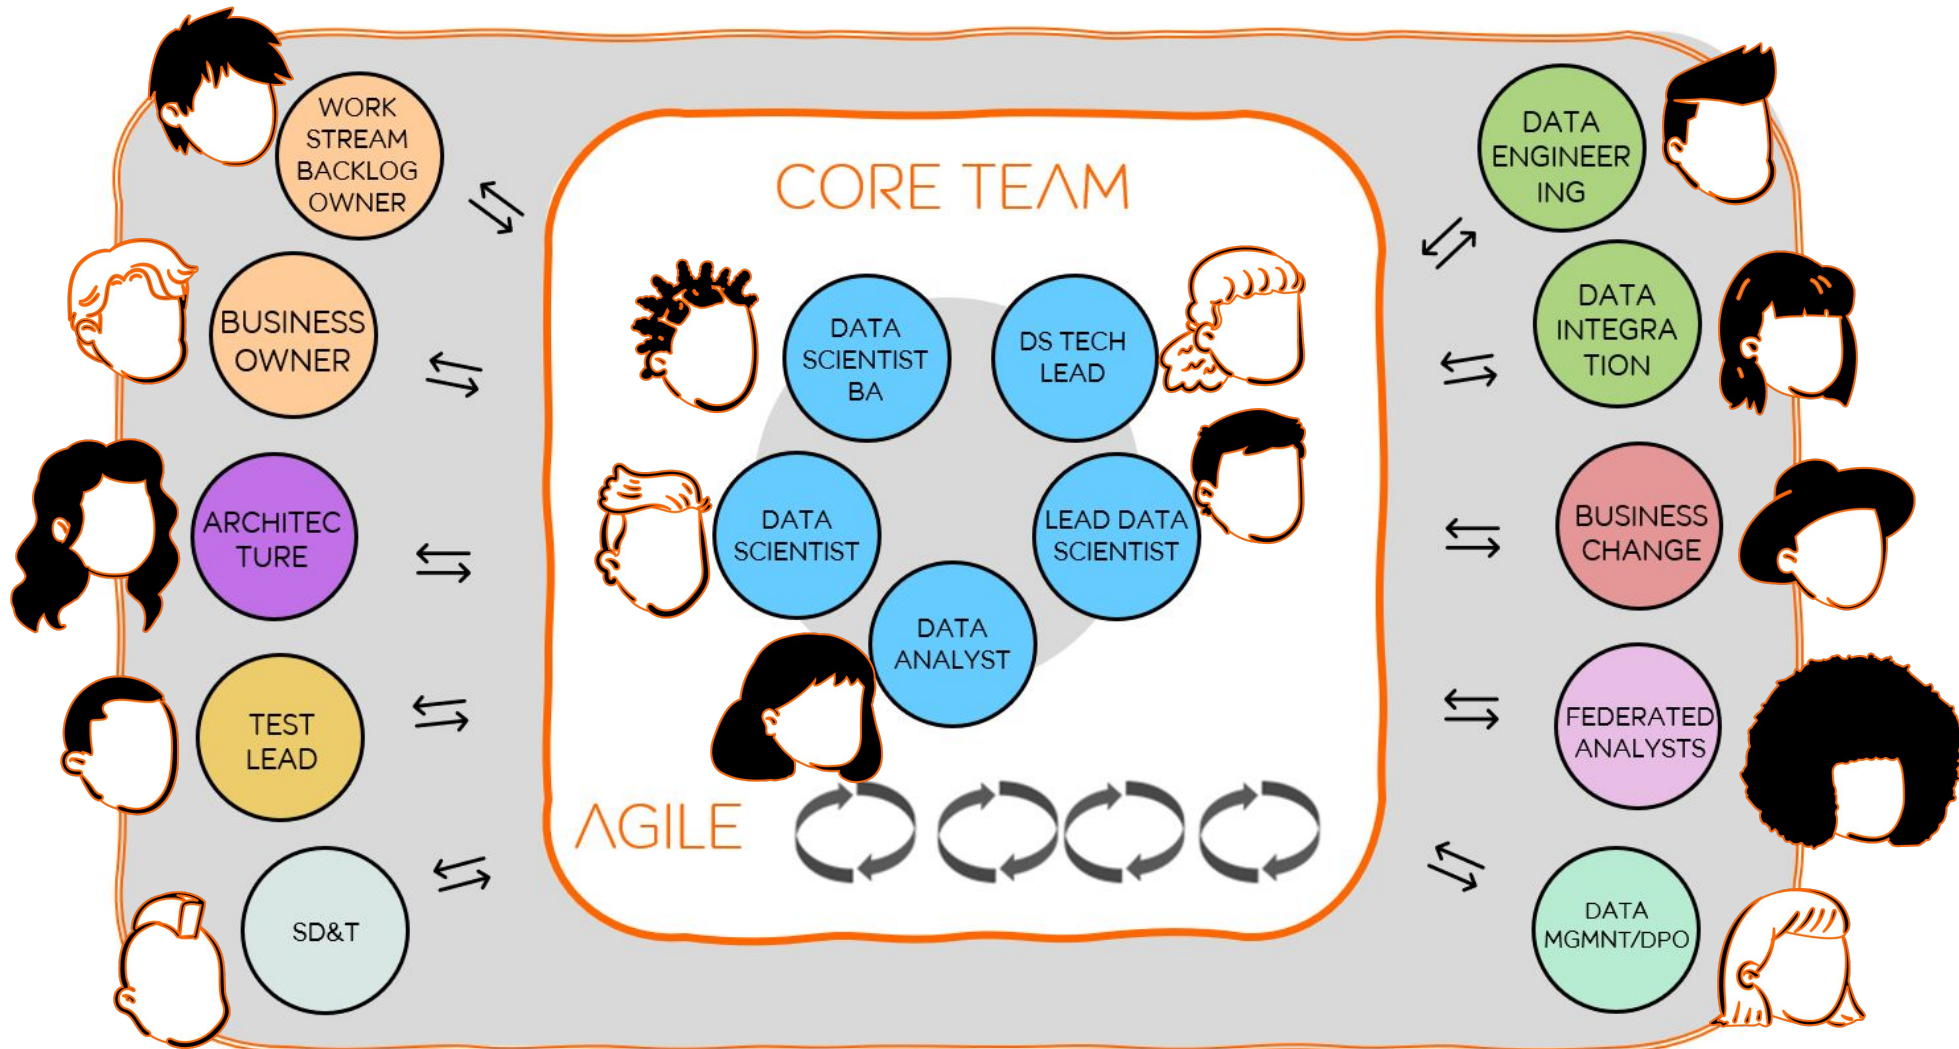 WORK
STREAM
BACKLOG
OWNER
BUSINESS
OWNER
ARCHITEC
TURE
TEST
LEAD
SD&T
CORE TEAM
DATA
SCIENTIST
BA
DS TECH
LEAD
DATA
SCIENTIST
LEAD DATA
SCIENTIST
DATA
ANALYST
AGILE
DATA
ENGINEER
ING
DATA
INTEGRA
TION
BUSINESS
CHANGE
FEDERATED
ANALYSTS
DATA
MGMNT/DPO